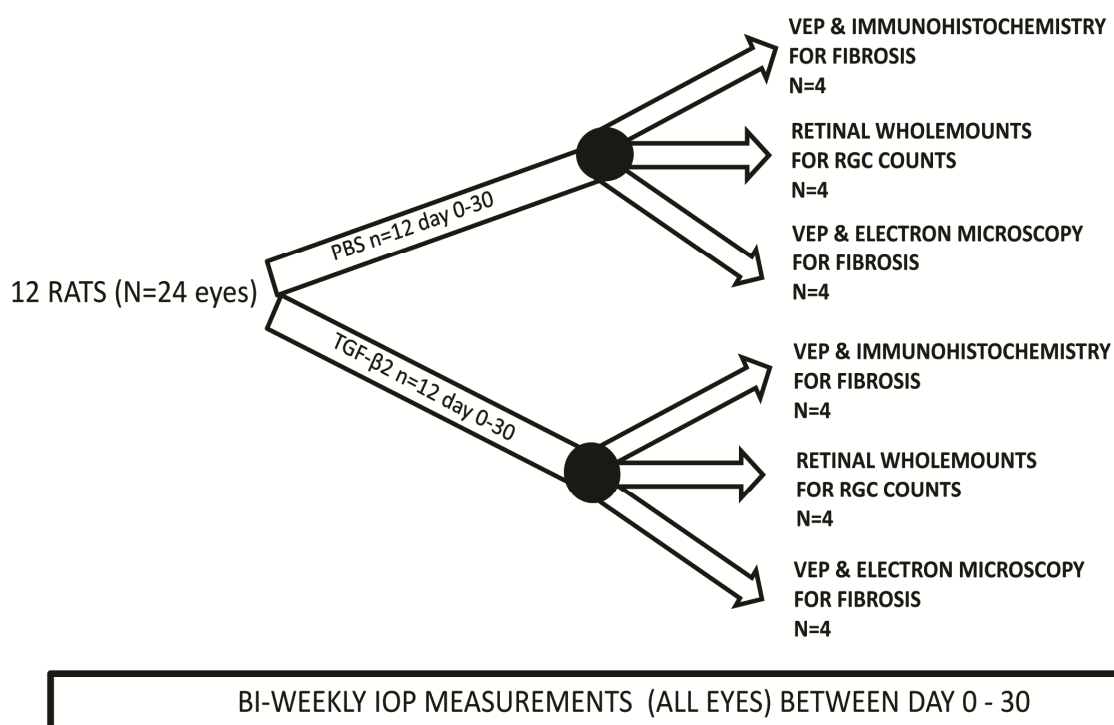 12 RATS (N=24 eyes)
PBS n=12 day 0-30
VEP & IMMUNOHISTOCHEMISTRY
FOR FIBROSIS
N=4
RETINAL WHOLEMOUNTS
FOR RGC COUNTS
N=4
VEP & ELECTRON MICROSCOPY
FOR FIBROSIS
N=4
TGF-β2 n=12 day 0-30
VEP & IMMUNOHISTOCHEMISTRY
FOR FIBROSIS
N=4
RETINAL WHOLEMOUNTS
FOR RGC COUNTS
N=4
VEP & ELECTRON MICROSCOPY
FOR FIBROSIS
N=4
BI-WEEKLY IOP MEASUREMENTS (ALL EYES) BETWEEN DAY 0 - 30